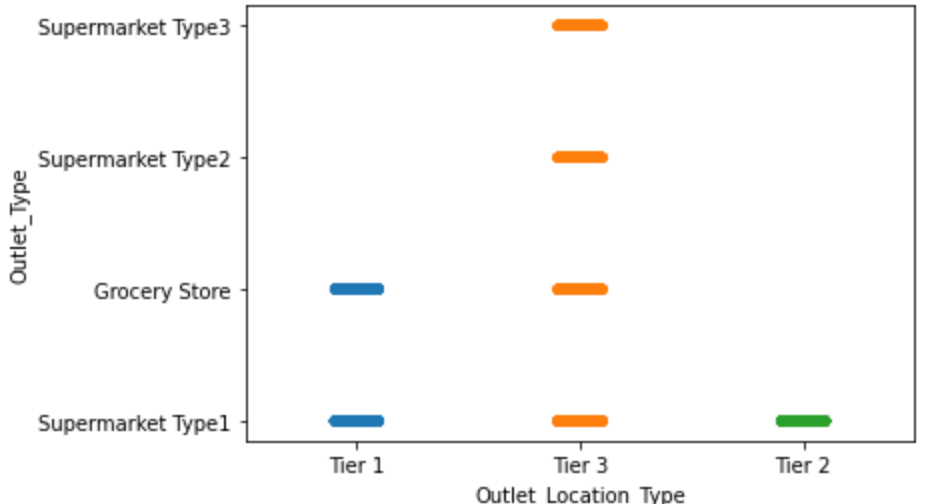 Supermarket Type3
Supermarket Type2
Outlet_Type
Grocery Store
Supermarket Type1
Tier 1 Tier 3 Tier 2
Outlet_Location_Type